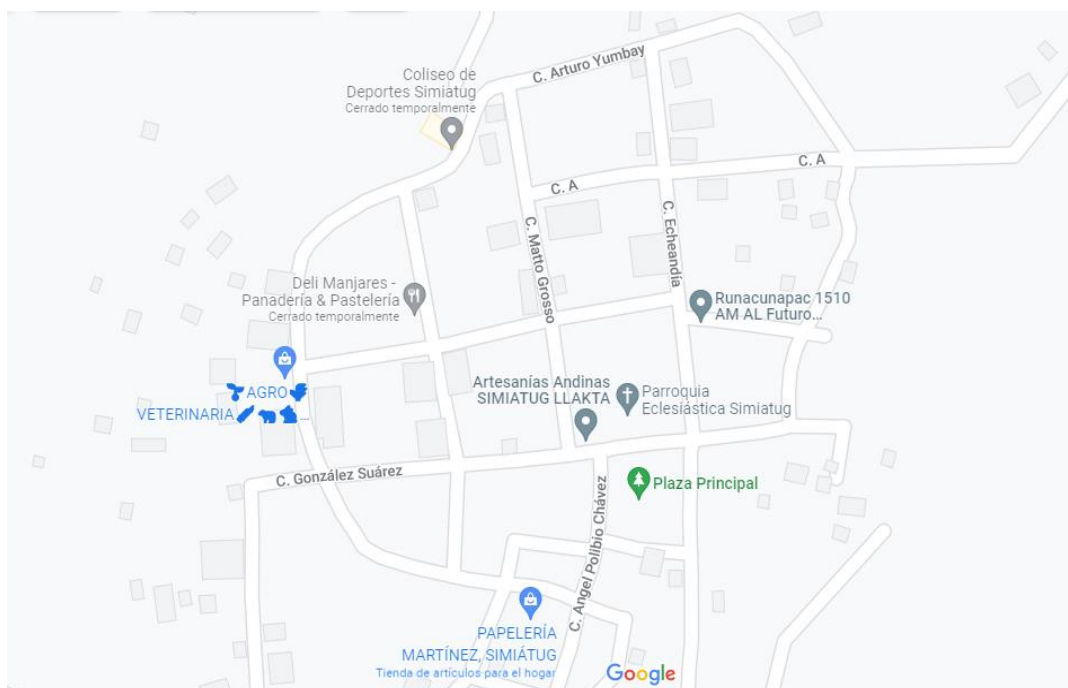 C. Arturo Yumbay
Coliseo de
Deportes Simiatug
Cerrado temporalmente
C. A
C. A
C. Matto Grosso
C. Echeandía
Deli Manjares -
Panadería & Pastelería
Cerrado temporalmente
Runacunapac 1510
AM AL Futuro...
AGRO
VETERINARIA ...
Artesanías Andinas
SIMIATUG LLAKTA
Parroquia
Eclesiástica Simiatug
C. González Suárez
Plaza Principal
C. Angel Polibio Chávez
PAPELERÍA
MARTÍNEZ, SIMIÁTUG
Tienda de artículos para el hogar
Google